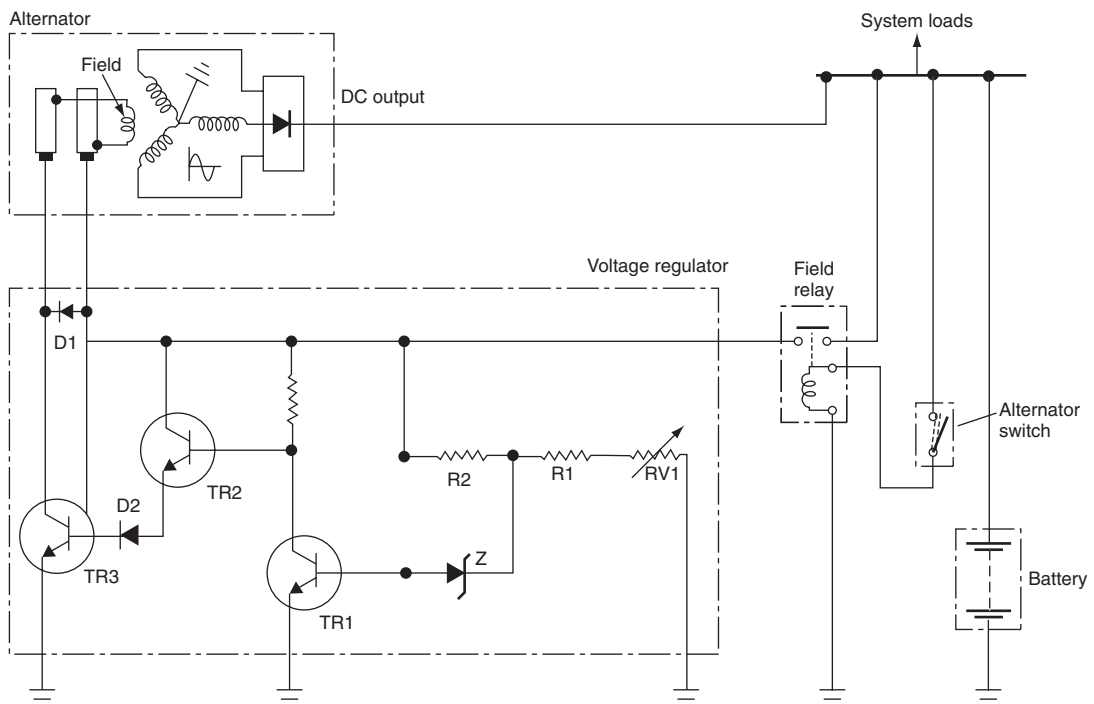 Alternator
System loads
Field
DC output
Voltage regulator
Field
relay
D1
Alternator
switch
R2
R1
RV1
TR2
D2
Z
TR3
Battery
TR1